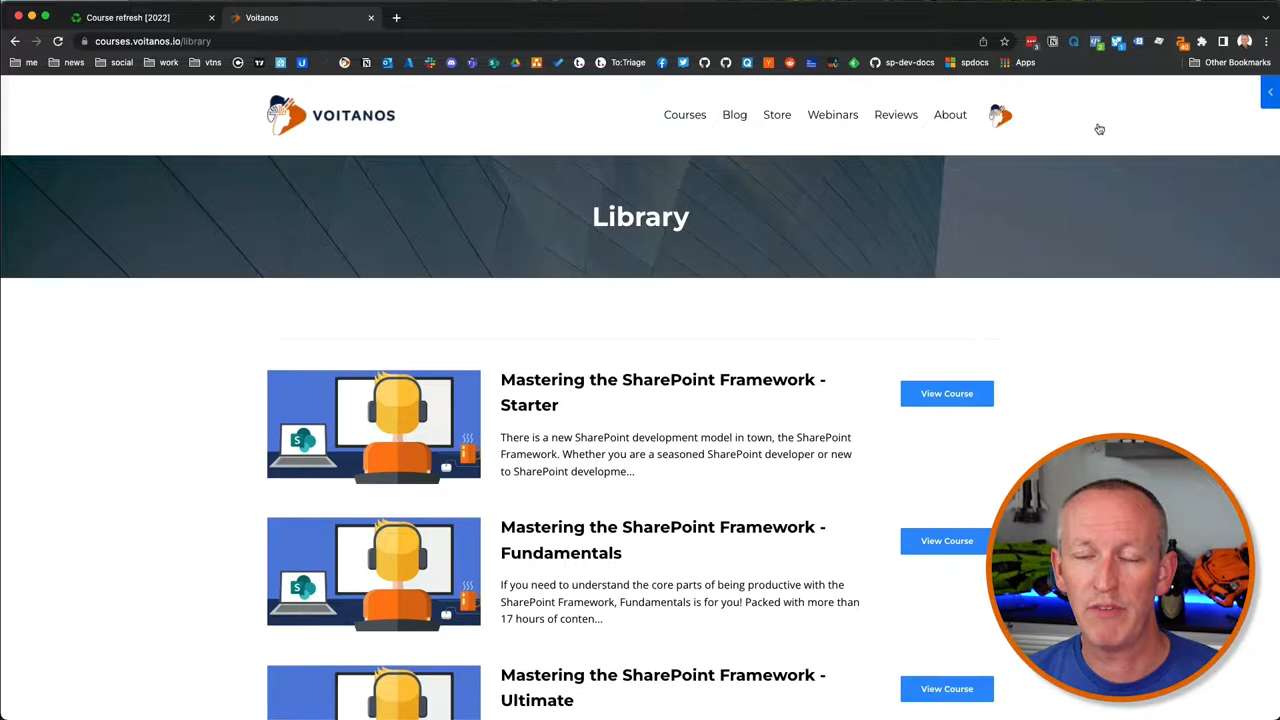 Course refresh [2022]
Voitanos
courses.voitanos.io/library
me
news
social
work
vtns
To:Triage
sp-dev-docs
spdocs
Apps
Other Bookmarks
VOITANOS
Courses
Blog
Store
Webinars
Reviews
About
Library
Mastering the SharePoint Framework -
Starter
View Course
There is a new SharePoint development model in town, the SharePoint
Framework. Whether you are a seasoned SharePoint developer or new
to SharePoint developme...
Mastering the SharePoint Framework -
Fundamentals
View Course
If you need to understand the core parts of being productive with the
SharePoint Framework, Fundamentals is for you! Packed with more than
17 hours of conten...
Mastering the SharePoint Framework -
Ultimate
View Course